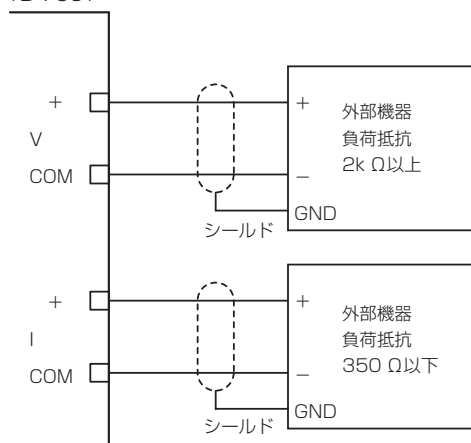 +
V
COM
+
−
GND
外部機器
負荷抵抗
2k Ω以上
シールド
+
I
COM
+
−
GND
外部機器
負荷抵抗
350 Ω以下
シールド